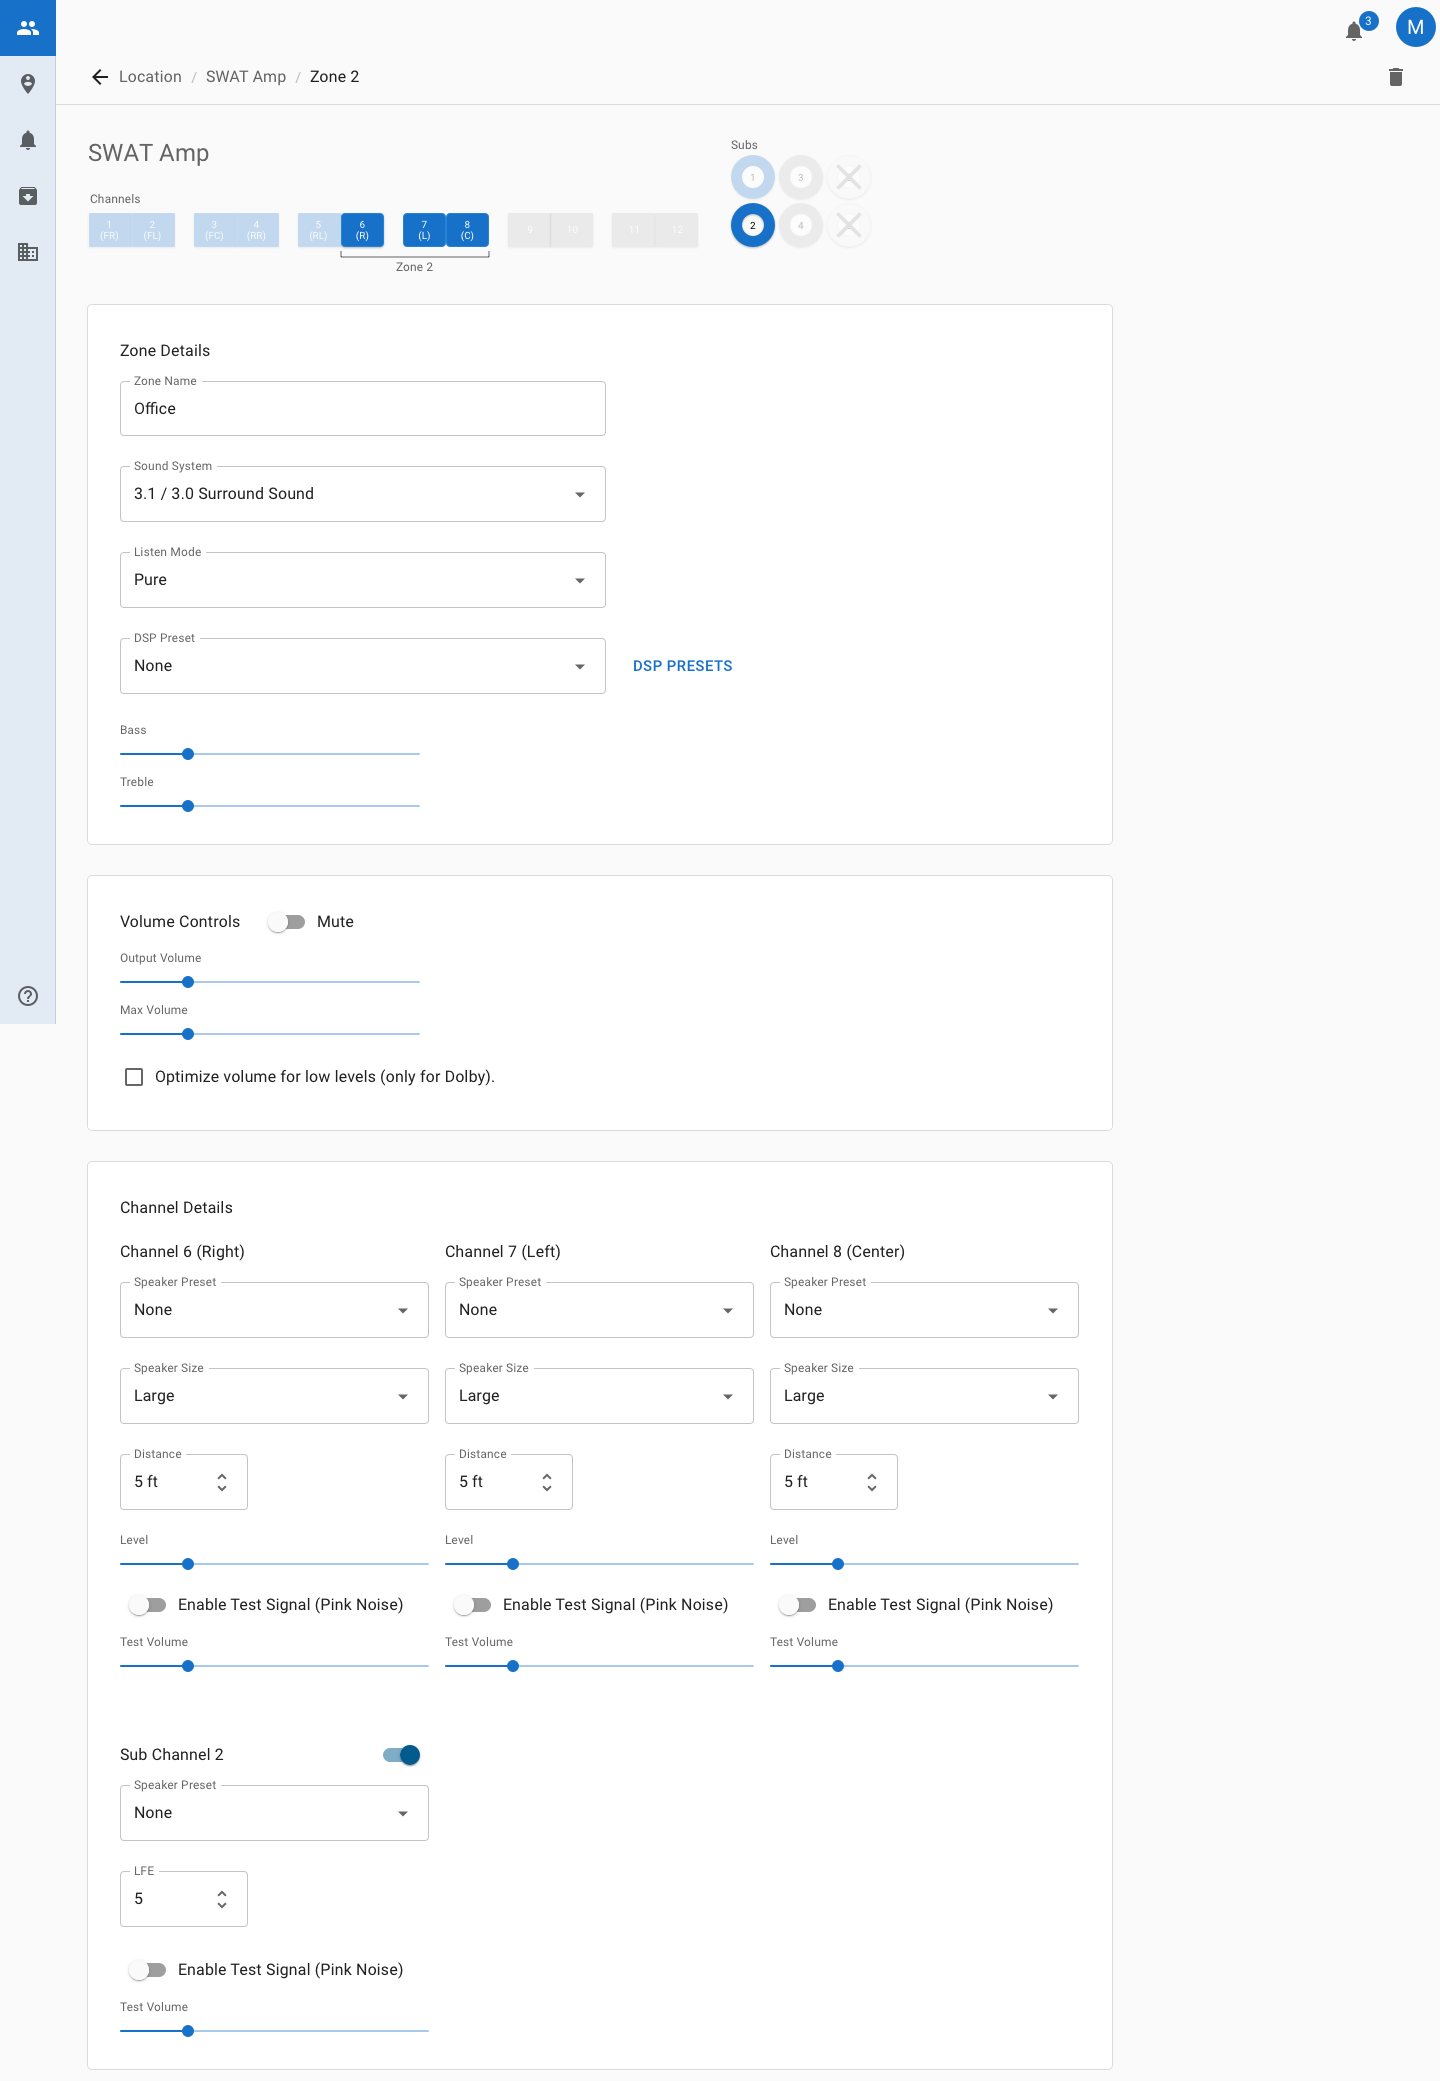 3
M
Location / SWAT Amp / Zone 2
SWAT Amp
Subs
1 3
2 4
Channels
1 2 3 4 5 6 7 8 9 10 11 12
(FR) (FL) (FC) (RR) (RL) (R) (L) (C)
Zone 2
Zone Details
Zone Name
Office
Sound System
3.1 / 3.0 Surround Sound
Listen Mode
Pure
DSP Preset
None DSP PRESETS
Bass
Treble
Volume Controls Mute
Output Volume
Max Volume
Optimize volume for low levels (only for Dolby).
Channel Details
Channel 6 (Right) Channel 7 (Left) Channel 8 (Center)
Speaker Preset Speaker Preset Speaker Preset
None None None
Speaker Size Speaker Size Speaker Size
Large Large Large
Distance Distance Distance
5 ft 5 ft 5 ft
Level Level Level
Enable Test Signal (Pink Noise) Enable Test Signal (Pink Noise) Enable Test Signal (Pink Noise)
Test Volume Test Volume Test Volume
Sub Channel 2
Speaker Preset
None
LFE
5
Enable Test Signal (Pink Noise)
Test Volume